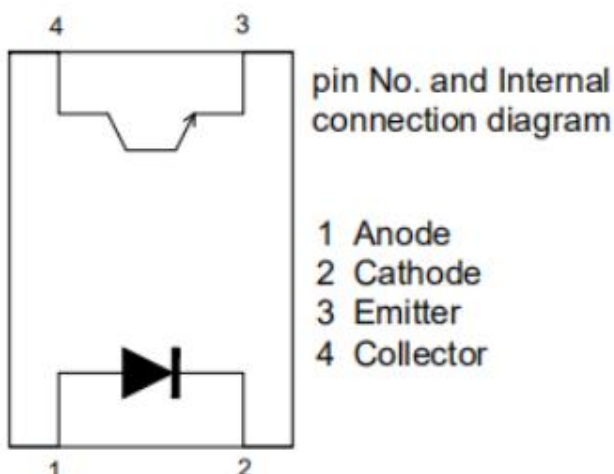 4 3
pin No. and Internal
connection diagram
1 Anode
2 Cathode
3 Emitter
4 Collector
1 2